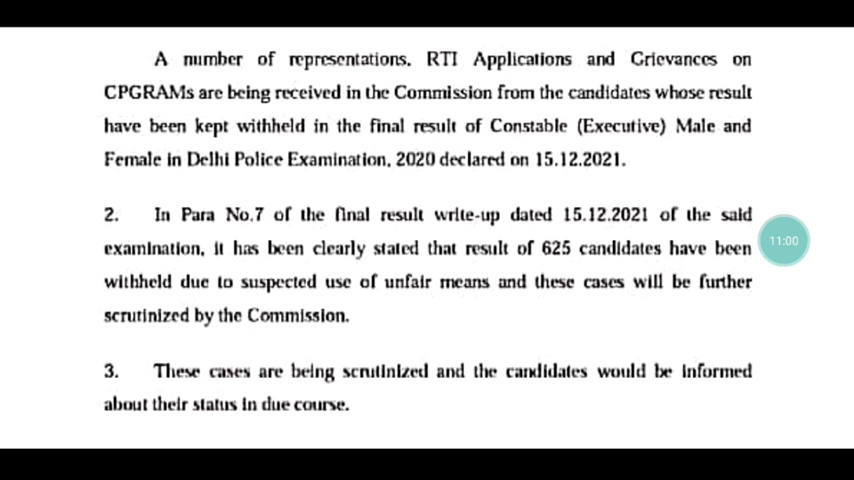 A number of representations, RTI Applications and Grievances on
CPGRAMs are being received in the Commission from the candidates whose result
have been kept withheld in the final result of Constable (Executive) Male and
Female in Delhi Police Examination, 2020 declared on 15.12.2021.
2. In Para No.7 of the final result write-up dated 15.12.2021 of the said
examination, it has been clearly stated that result of 625 candidates have been
withheld due to suspected use of unfair means and these cases will be further
scrutinized by the Commission.
3. These cases are being scrutinized and the candidates would be informed
about their status in due course.
11:00